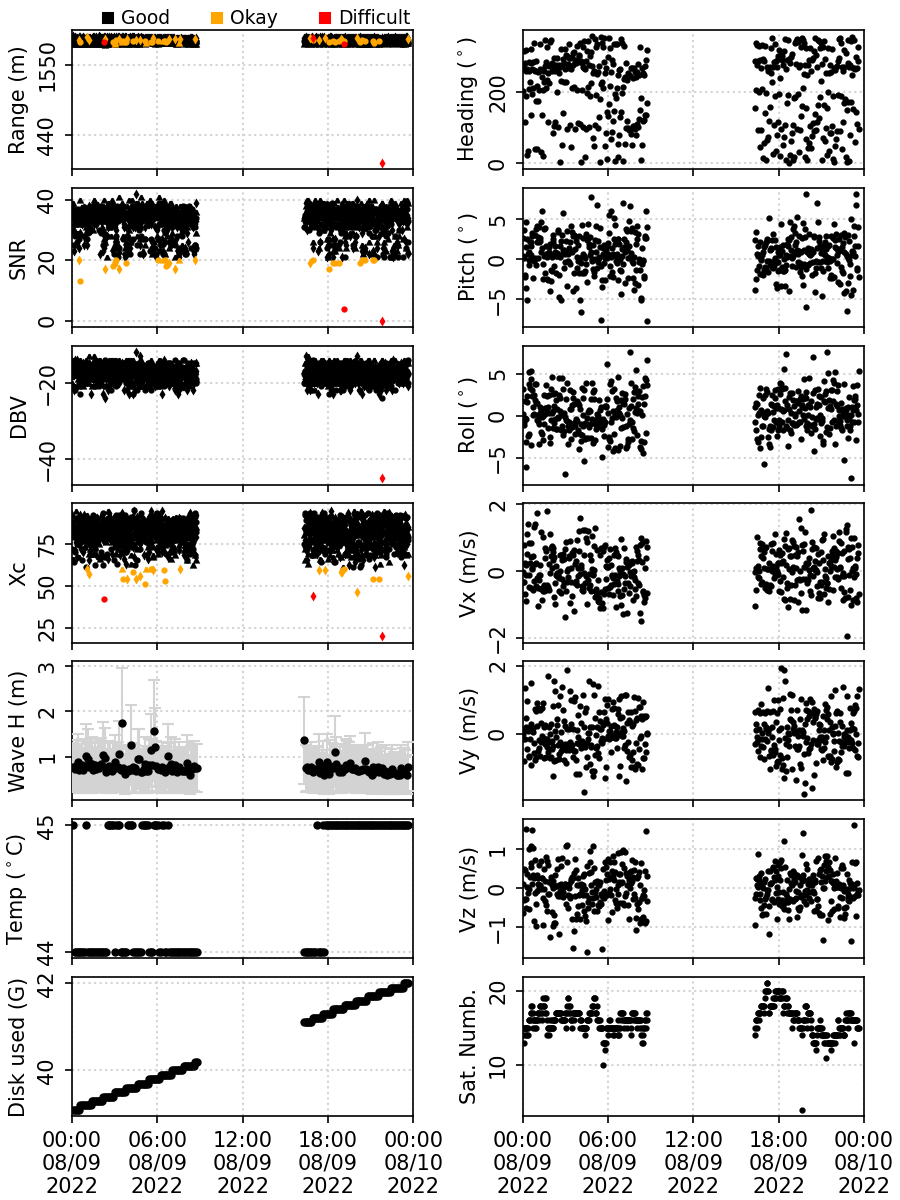 Good Okay Difficult
Range (m)
1550
440
SNR
40
20
0
DBV
−20
−40
Xc
75
50
25
Wave H (m)
3
2
1
Temp (°C)
45
44
Disk used (G)
42
40
00:00 06:00 12:00 18:00 00:00
08/09 08/09 08/09 08/09 08/10
2022 2022 2022 2022 2022
Heading (°)
200
0
Pitch (°)
5
0
−5
Roll (°)
5
0
−5
Vx (m/s)
2
0
−2
Vy (m/s)
2
0
Vz (m/s)
1
0
−1
Sat. Numb.
20
10
00:00 06:00 12:00 18:00 00:00
08/09 08/09 08/09 08/09 08/10
2022 2022 2022 2022 2022